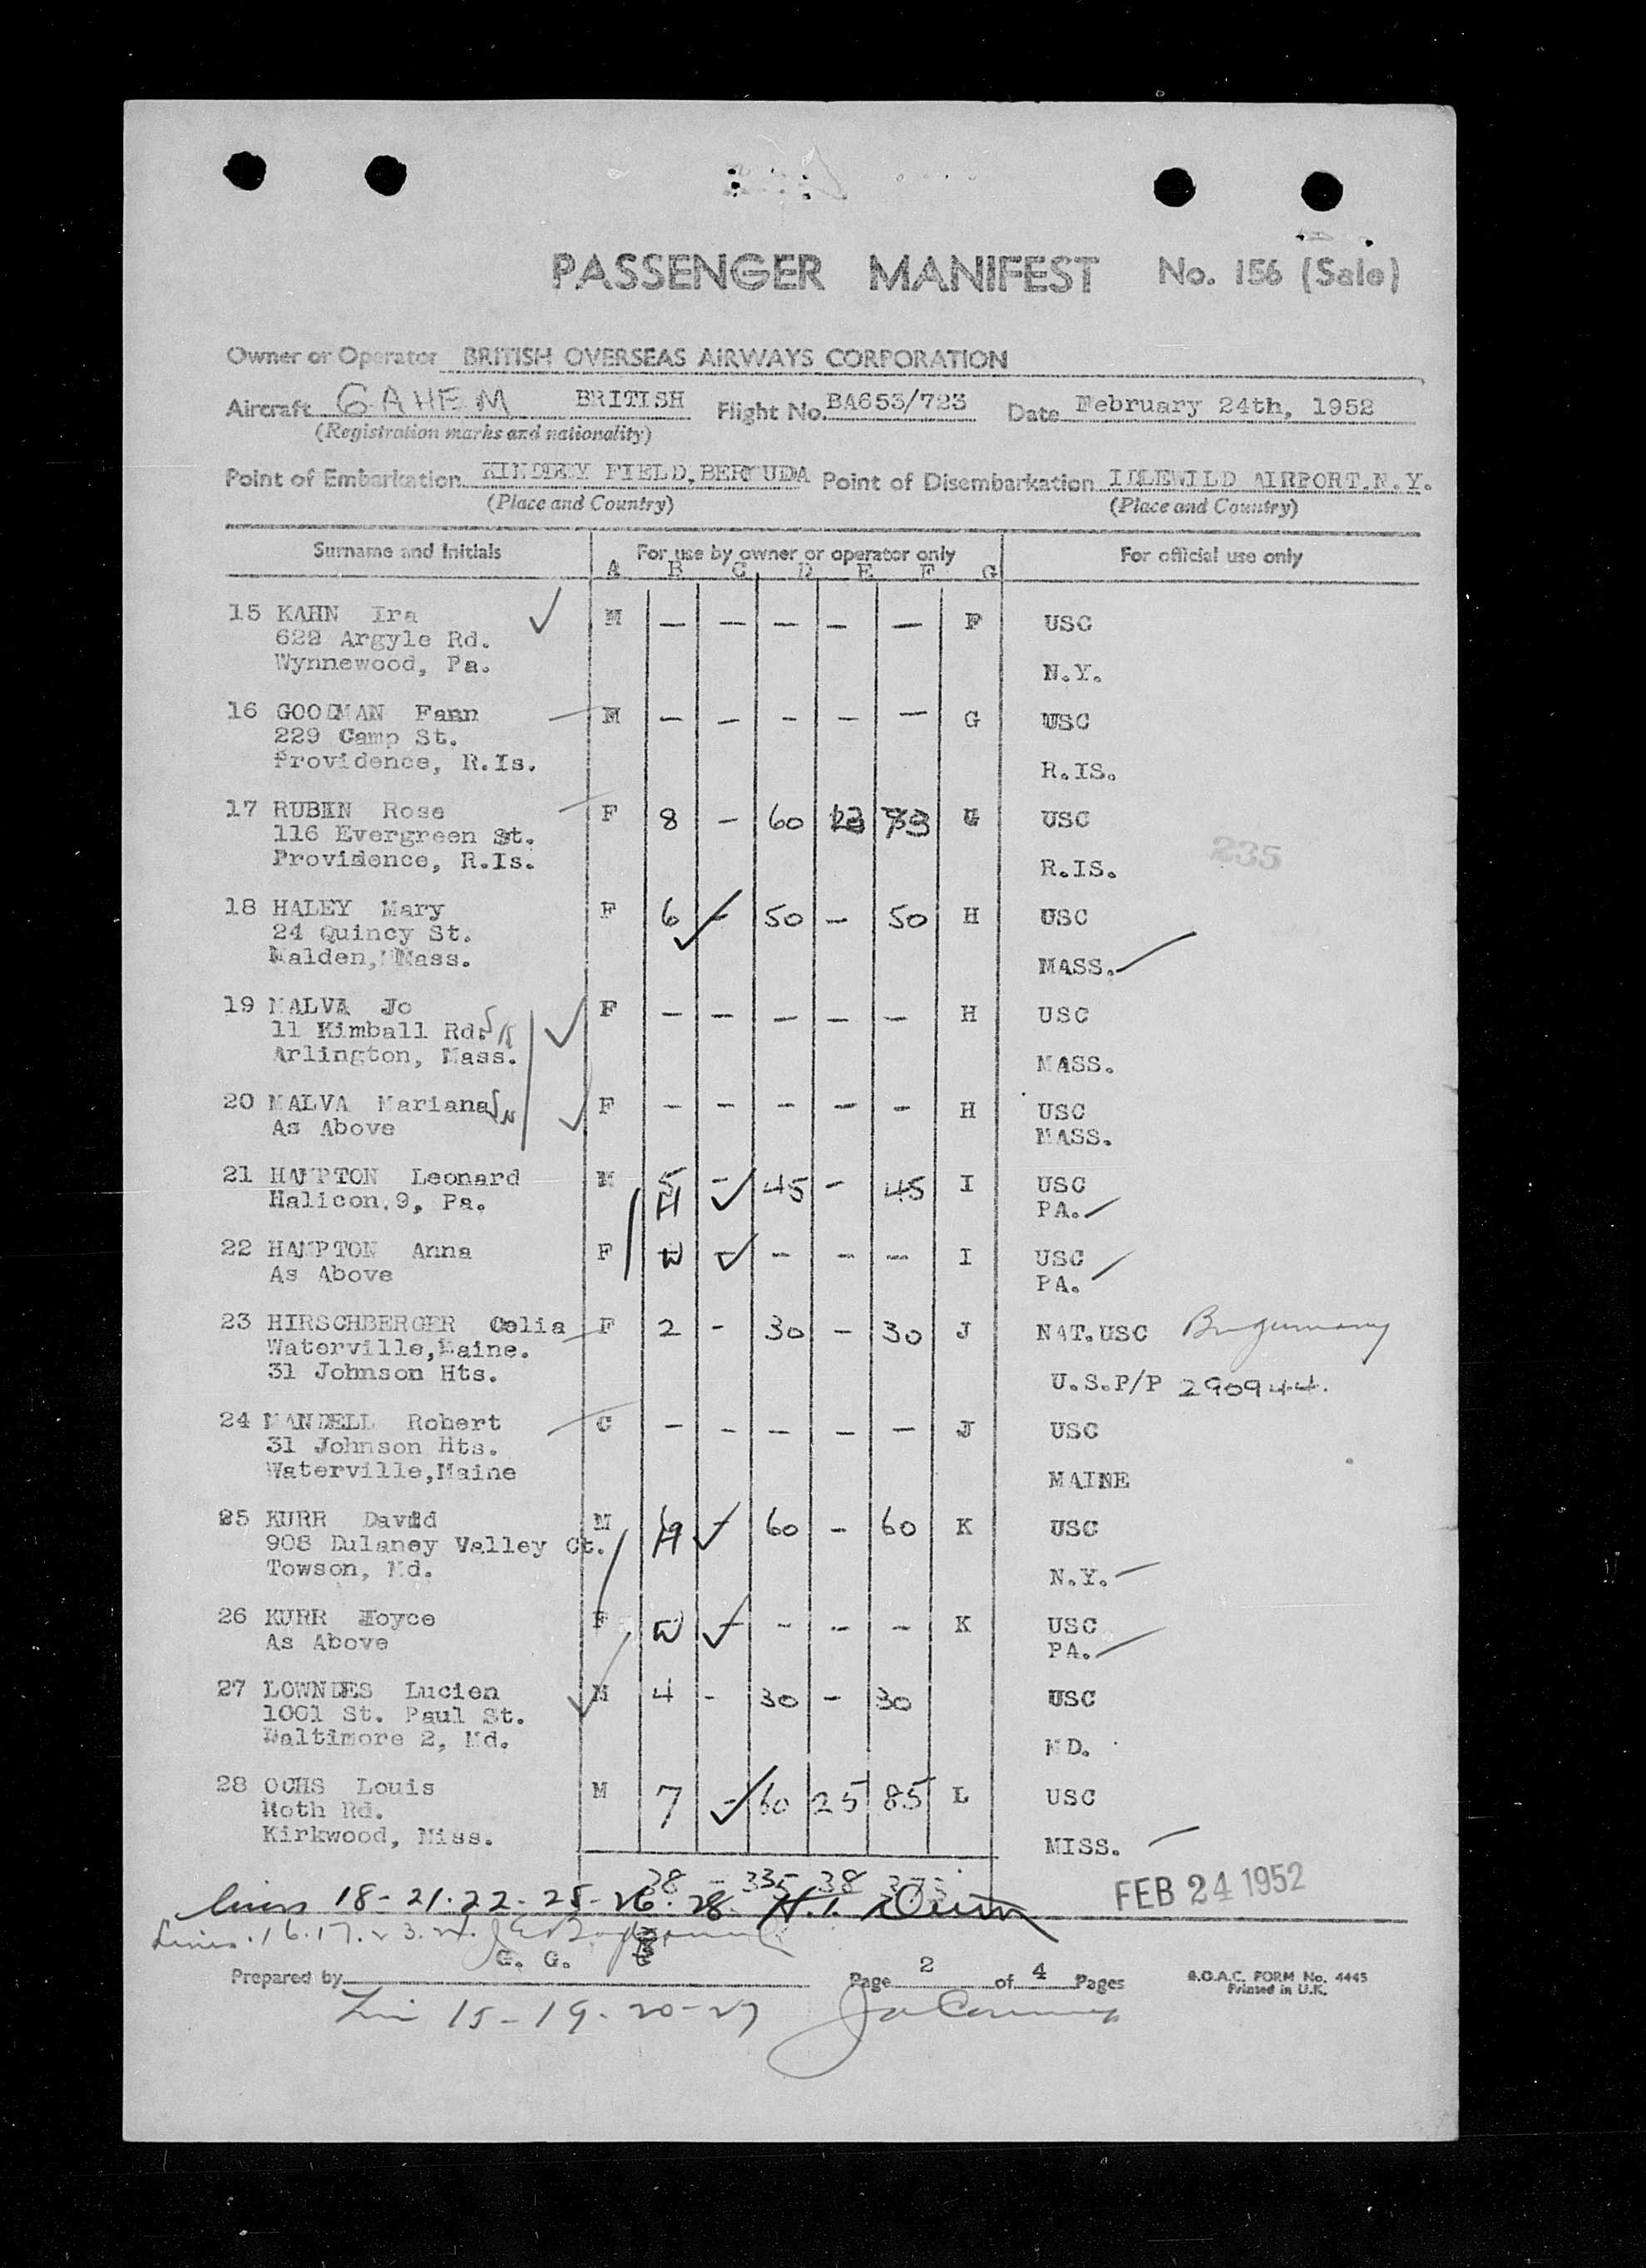 PASSENGER MANIFEST No. 156 (Sale)
Owner or Operator BRITISH OVERSEAS AIRWAYS CORPORATION
Aircraft GAHEM BRITISH Flight No. BA653/723 Date February 24th, 1952
(Registration marks and nationality)
Point of Embarkation KINDLEY FIELD, BERMUDA Point of Disembarkation IDLEWILD AIRPORT.N.Y.
(Place and Country) (Place and Country)
Surname and Initials For use by owner or operator only For official use only
A B C D E F G
15 KAHN Ira ✓ M — — — — — F USC
622 Argyle Rd.
Wynnewood, Pa. N.Y.
16 GOODMAN Fann M — — — — — G USC
229 Camp St.
Providence, R.Is. R.IS.
17 RUBIN Rose F 8 — 60 13 73 G USC
116 Evergreen St. 235
Providence, R.Is. R.IS.
18 HALEY Mary F 6 – ✓ 50 — 50 H USC
24 Quincy St.
Malden, Mass. MASS. ✓
19 MALVA Jo ✓ F — — — — — H USC
11 Kimball Rd.
Arlington, Mass. MASS.
20 MALVA Mariana ✓ F — — — — — H USC
As Above MASS.
21 HAMPTON Leonard M 5 – 45 – 45 I USC
Halicon.9, Pa. H ✓ PA. ✓
22 HAMPTON Anna F W ✓ – – — I USC
As Above PA. ✓
23 HIRSCHBERGER Celia F 2 – 30 – 30 J NAT.USC
Waterville, Maine.
31 Johnson Hts. U.S.P/P 290944.
24 MANDELL Robert C — — — — — J USC
31 Johnson Hts.
Waterville, Maine MAINE
25 KURR David M H ✓ 60 – 60 K USC
908 Dulaney Valley Ct.
Towson, Md. N.Y.
26 KURR Joyce F W ✓ – – – K USC
As Above PA.
27 LOWNDES Lucien ✓ M 4 – 30 – 30 USC
1001 St. Paul St.
Baltimore 2, Md. MD.
28 OCHS Louis M 7 – ✓ 60 25 85 L USC
Roth Rd.
Kirkwood, Miss. MISS.
38 – 335 38 373
lines 18-21.22-25-26.28. FEB 24 1952
Lines.16.17.
G. G.
Prepared by Page 2 of 4 Pages B.O.A.C. FORM No. 4445
Printed in U.K.
15-19-20-27